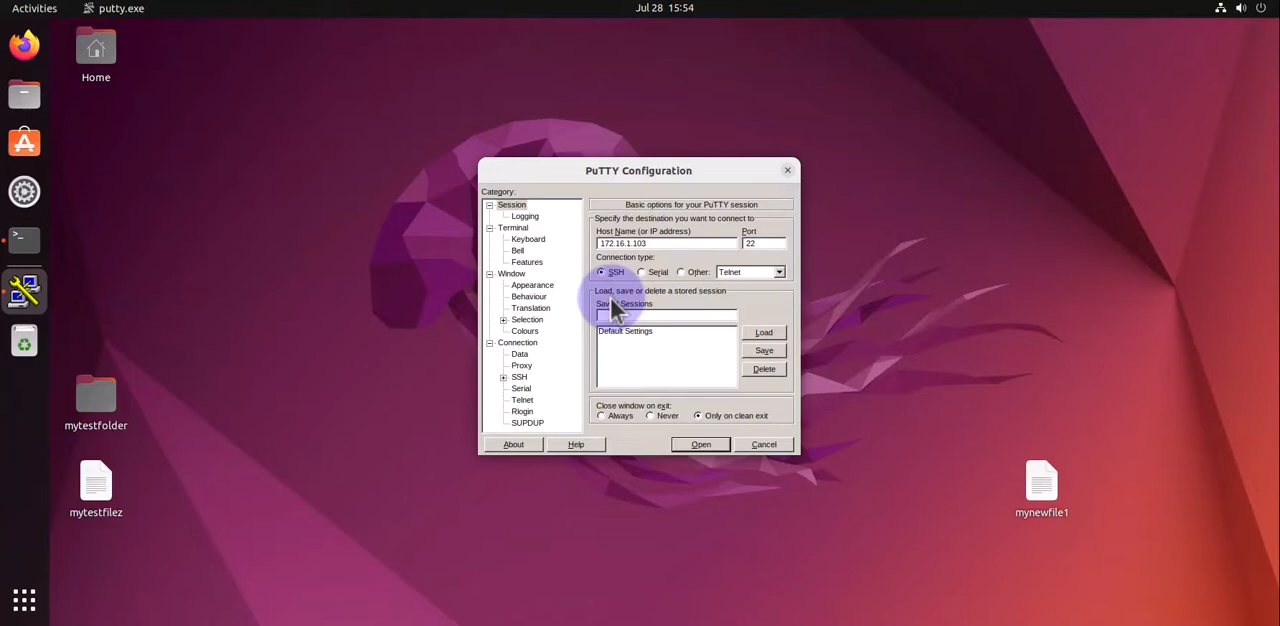 Activities
putty.exe
Jul 28 15:54
Home
mytestfolder
mytestfilez
mynewfile1
PuTTY Configuration
Category:
Session
Logging
Terminal
Keyboard
Bell
Features
Window
Appearance
Behaviour
Translation
Selection
Colours
Connection
Data
Proxy
SSH
Serial
Telnet
Rlogin
SUPDUP
Basic options for your PuTTY session
Specify the destination you want to connect to
Host Name (or IP address) Port
172.16.1.103 22
Connection type:
SSH Serial Other: Telnet
Load, save or delete a stored session
Sessions
Default Settings
Load
Save
Delete
Close window on exit:
Always Never Only on clean exit
About Help Open Cancel